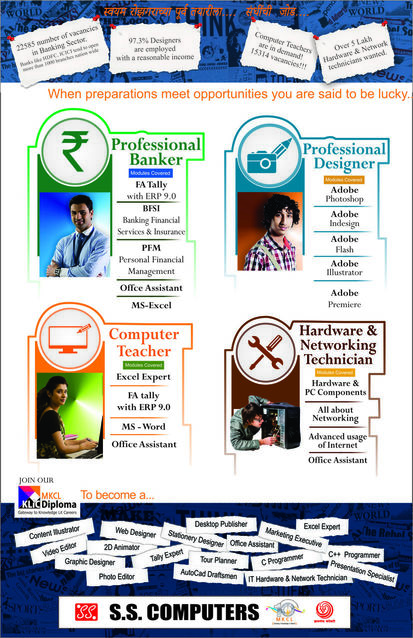 स्वयंम रोजगाराच्या पूर्व तयारीला... संधीची जोड...
22585 number of vacancies
in Banking Sector.
Banks like HDFC, ICICI tend to open
more than 1000 branches nation wide
97.3% Designers
are employed
with a reasonable income
Computer Teachers
are in demand!
15314 vacancies!!!
Over 5 Lakh
Hardware & Network
technicians wanted.
When preparations meet opportunities you are said to be lucky.
Professional
Banker
Modules Covered
FA Tally
with ERP 9.0
BFSI
Banking Financial
Services & Insurance
PFM
Personal Financial
Management
Offce Assistant
MS-Excel
Professional
Designer
Modules Covered
Adobe
Photoshop
Adobe
Indesign
Adobe
Flash
Adobe
Illustrator
Adobe
Premiere
Computer
Teacher
Modules Covered
Excel Expert
FA tally
with ERP 9.0
MS - Word
Office Assistant
Hardware &
Networking
Technician
Modules Covered
Hardware &
PC Components
All about
Networking
Advanced usage
of Internet
Office Assistant
JOIN OUR
MKCL
KLiC Diploma
Gateway to Knowledge Lit Careers
To become a...
Content Illustrator
Web Designer
Desktop Publisher
Excel Expert
Video Editor
2D Animator
Stationery Designer
Office Assistant
Marketing Executive
Graphic Designer
Tally Expert
Tour Planner
C Programmer
C++ Programmer
Photo Editor
AutoCad Draftsmen
IT Hardware & Network Technician
Presentation Specialist
SS
S.S. COMPUTERS
MKCL